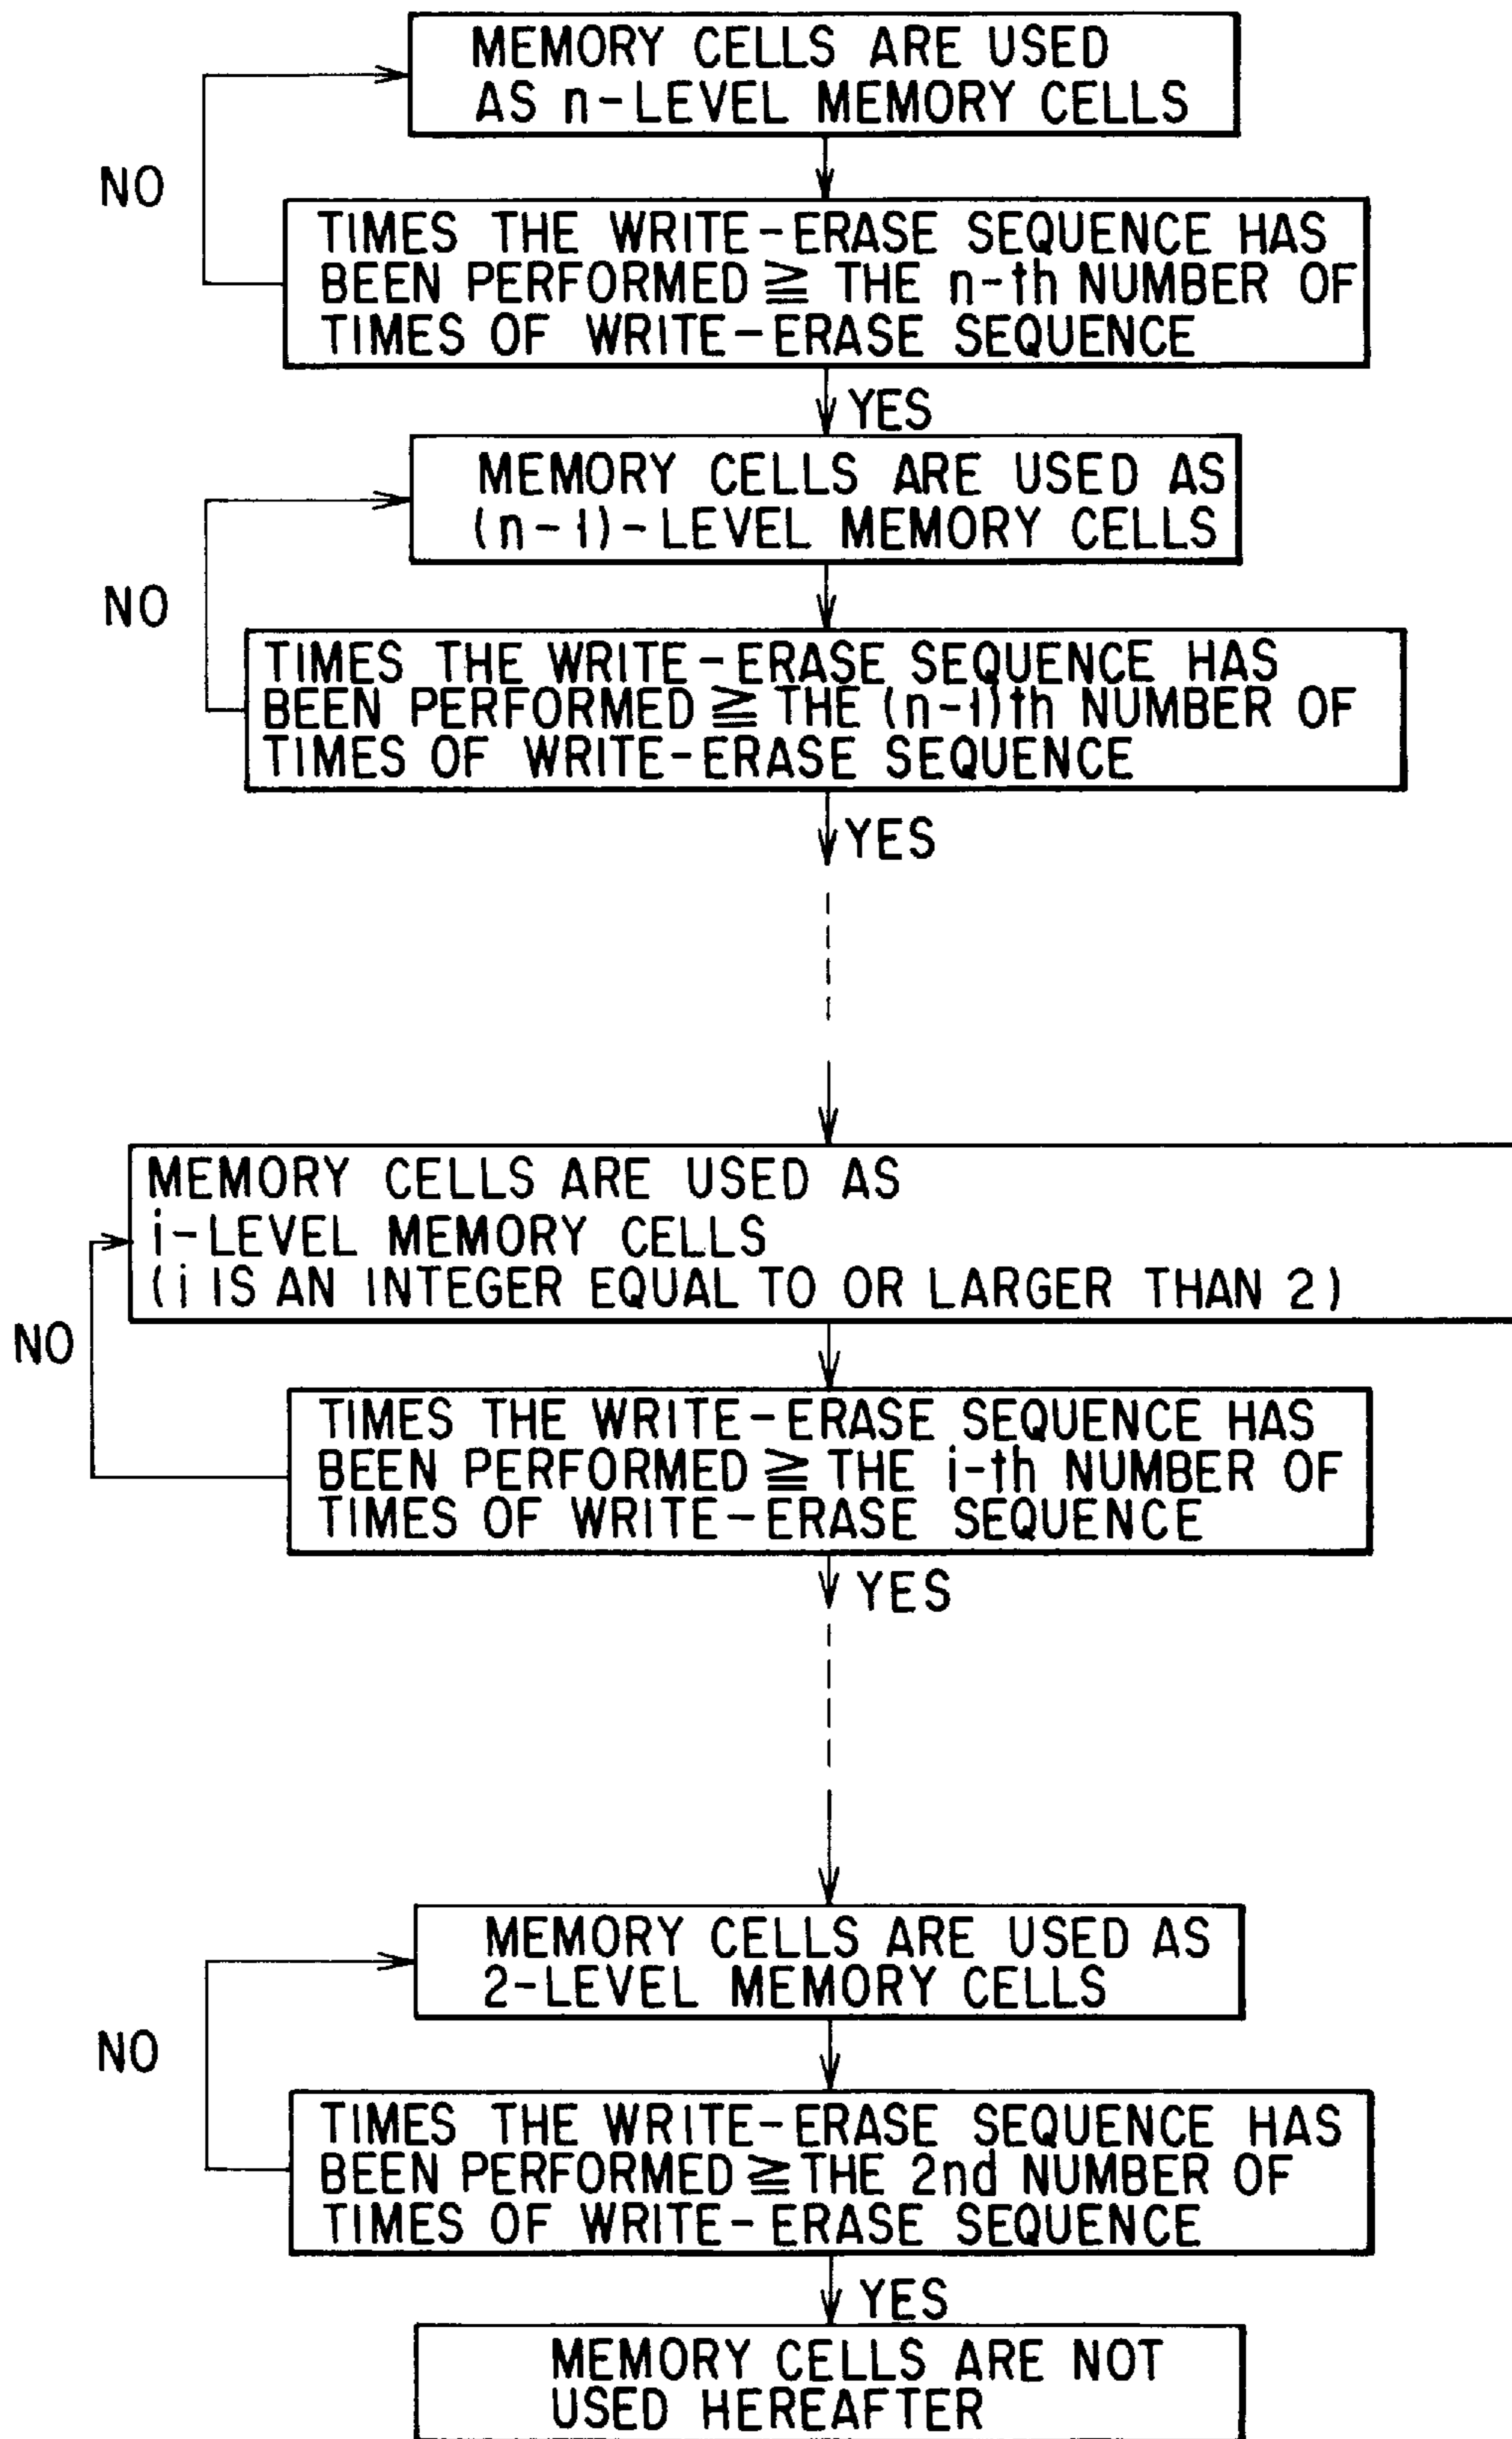 MEMORY CELLS ARE USED
AS n-LEVEL MEMORY CELLS
NO
TIMES THE WRITE-ERASE SEQUENCE HAS
BEEN PERFORMED ≧ THE n-th NUMBER OF
TIMES OF WRITE-ERASE SEQUENCE
YES
MEMORY CELLS ARE USED AS
(n-1)-LEVEL MEMORY CELLS
NO
TIMES THE WRITE-ERASE SEQUENCE HAS
BEEN PERFORMED ≧ THE (n-1)th NUMBER OF
TIMES OF WRITE-ERASE SEQUENCE
YES
MEMORY CELLS ARE USED AS
i-LEVEL MEMORY CELLS
(i IS AN INTEGER EQUAL TO OR LARGER THAN 2)
NO
TIMES THE WRITE-ERASE SEQUENCE HAS
BEEN PERFORMED ≧ THE i-th NUMBER OF
TIMES OF WRITE-ERASE SEQUENCE
YES
MEMORY CELLS ARE USED AS
2-LEVEL MEMORY CELLS
NO
TIMES THE WRITE-ERASE SEQUENCE HAS
BEEN PERFORMED ≧ THE 2nd NUMBER OF
TIMES OF WRITE-ERASE SEQUENCE
YES
MEMORY CELLS ARE NOT
USED HEREAFTER